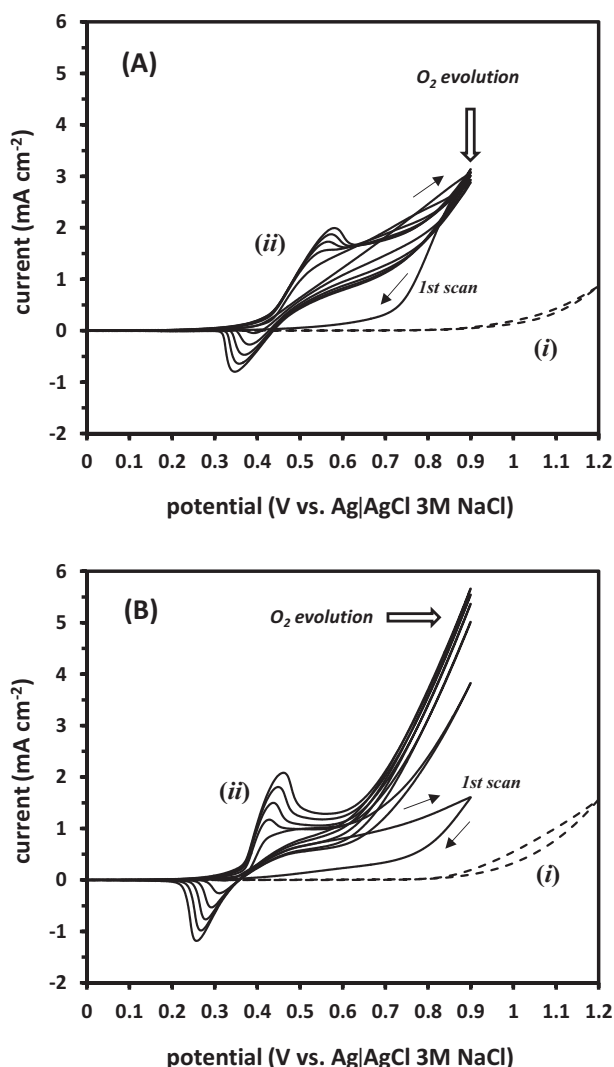 (A)
O₂ evolution
6
5
4
3
2
1
0
-1
-2
current (mA cm⁻²)
(ii)
1st scan
(i)
0 0.1 0.2 0.3 0.4 0.5 0.6 0.7 0.8 0.9 1 1.1 1.2
potential (V vs. Ag|AgCl 3M NaCl)
(B)
O₂ evolution
6
5
4
3
2
1
0
-1
-2
current (mA cm⁻²)
(ii)
1st scan
(i)
0 0.1 0.2 0.3 0.4 0.5 0.6 0.7 0.8 0.9 1 1.1 1.2
potential (V vs. Ag|AgCl 3M NaCl)